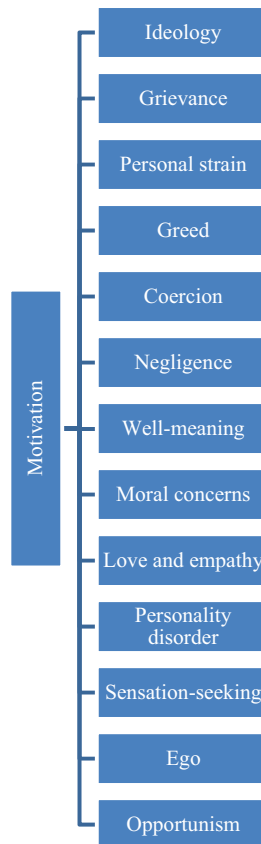 Motivation
Ideology
Grievance
Personal strain
Greed
Coercion
Negligence
Well-meaning
Moral concerns
Love and empathy
Personality
disorder
Sensation-seeking
Ego
Opportunism